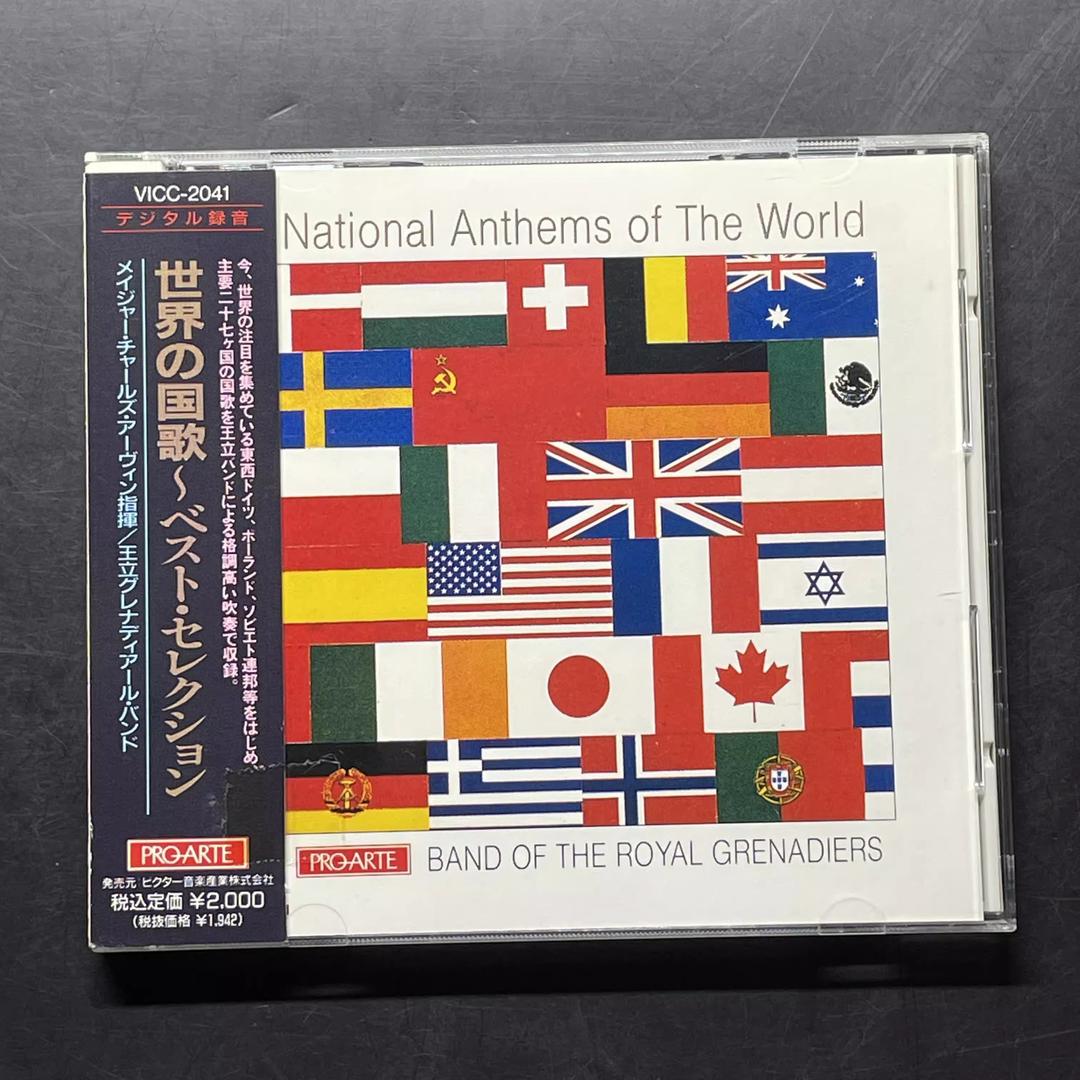 VICC-2041
デジタル録音
今、世界の注目を集めている東西ドイツ、ポーランド、ソビエト連邦等をはじめ、
主要二十七ヶ国の国歌を王立バンドによる格調高い吹奏で収録。
世界の国歌〜ベスト・セレクション
メイジャー・チャールズ・アーヴィン指揮/王立グレナディアール・バンド
PRO-ARTE
発売元 ビクター音楽産業株式会社
税込定価 ¥2,000
(税抜価格 ¥1,942)
National Anthems of The World
PRO-ARTE
BAND OF THE ROYAL GRENADIERS